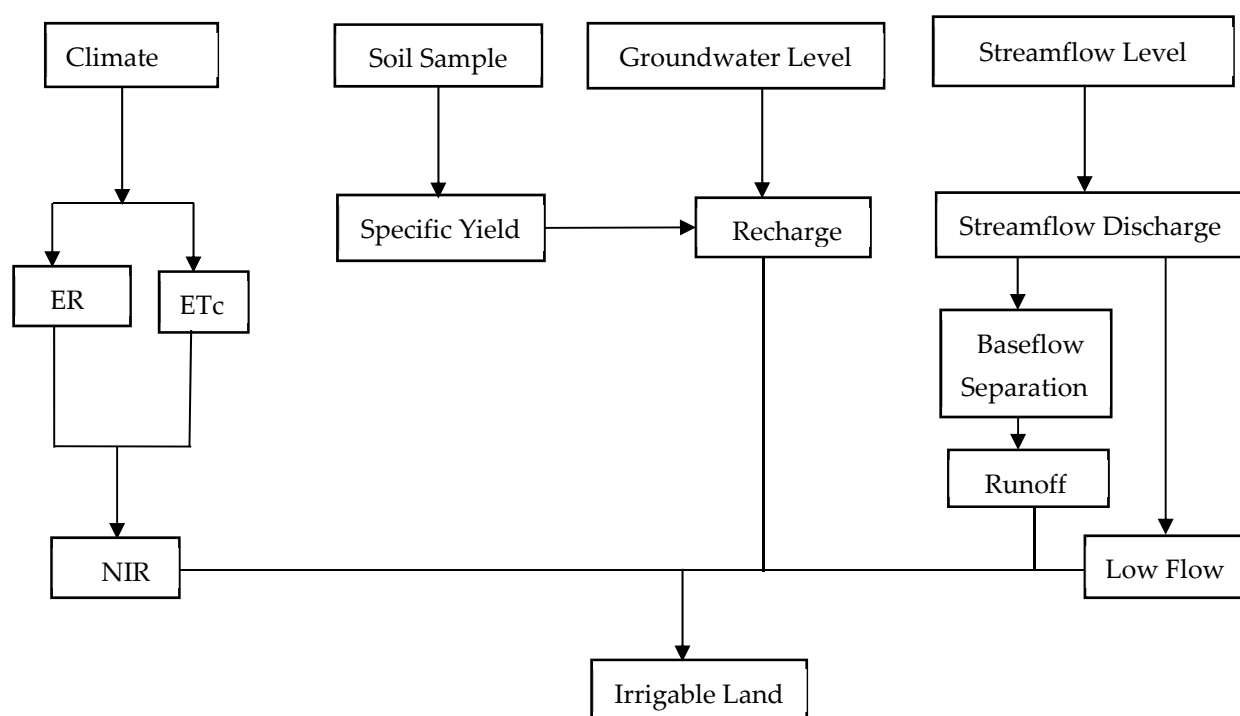 Climate
Soil Sample
Groundwater Level
Streamflow Level
Specific Yield
Recharge
Streamflow Discharge
ER
ETc
Baseflow
Separation
Runoff
NIR
Low Flow
Irrigable Land